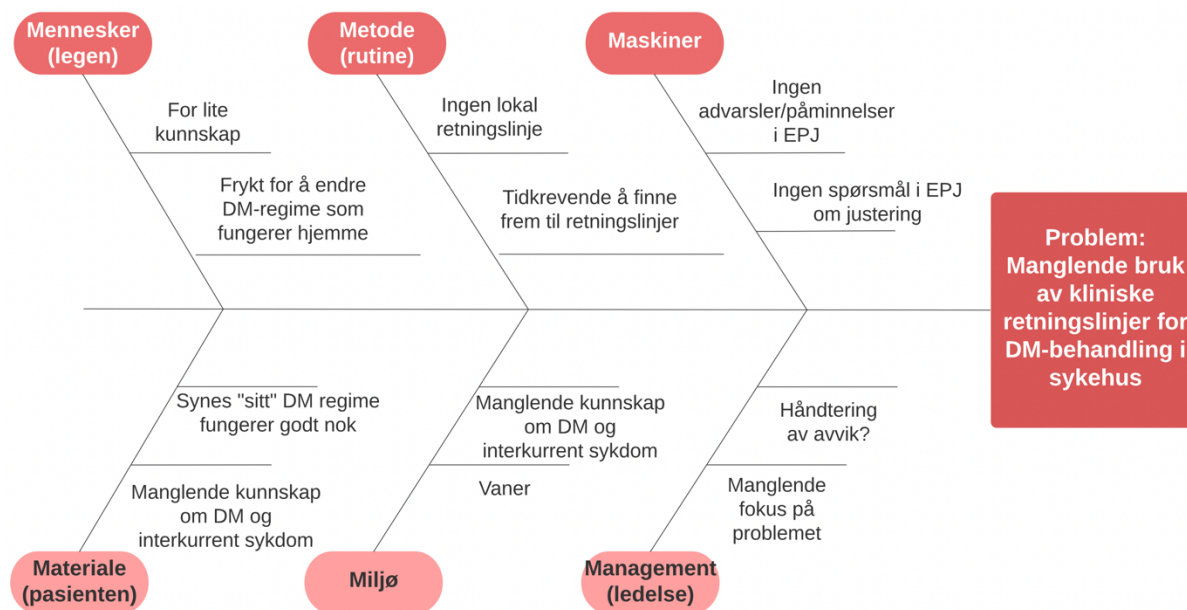 Mennesker
(legen)
Metode
(rutine)
Maskiner
For lite
kunnskap
Frykt for å endre
DM-regime som
fungerer hjemme
Ingen lokal
retningslinje
Tidkrevende å finne
frem til retningslinjer
Ingen
advarsler/påminnelser
i EPJ
Ingen spørsmål i EPJ
om justering
Problem:
Manglende bruk
av kliniske
retningslinjer for
DM-behandling i
sykehus
Synes "sitt" DM regime
fungerer godt nok
Manglende kunnskap
om DM og
interkurrent sykdom
Manglende kunnskap
om DM og
interkurrent sykdom
Vaner
Håndtering
av avvik?
Manglende
fokus på
problemet
Materiale
(pasienten)
Miljø
Management
(ledelse)